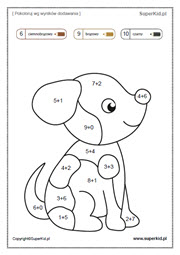 [ Pokoloruj wg wyników dodawania ]
SuperKid.pl
6 ciemnobrązowy
9 brązowy
10 czarny
7+2
4+6
5+1
9+0
5+4
4+2
3+3
8+1
6+0
3+6
1+5
2+7
Copyright©SuperKid.pl
www.superkid.pl